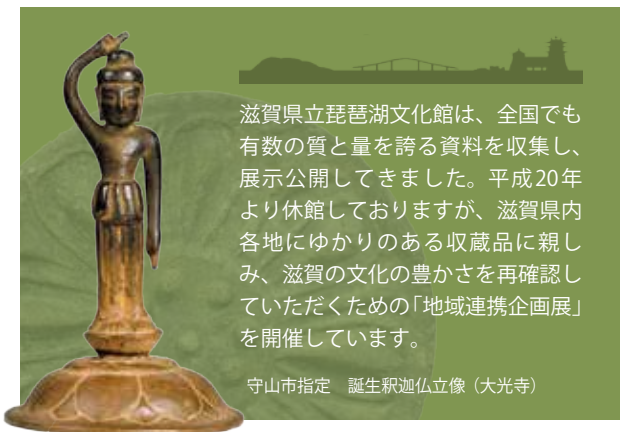 滋賀県立琵琶湖文化館は、全国でも
有数の質と量を誇る資料を収集し、
展示公開してきました。平成20年
より休館しておりますが、滋賀県内
各地にゆかりのある収蔵品に親し
み、滋賀の文化の豊かさを再確認し
ていただくための「地域連携企画展」
を開催しています。
守山市指定　誕生釈迦仏立像（大光寺）